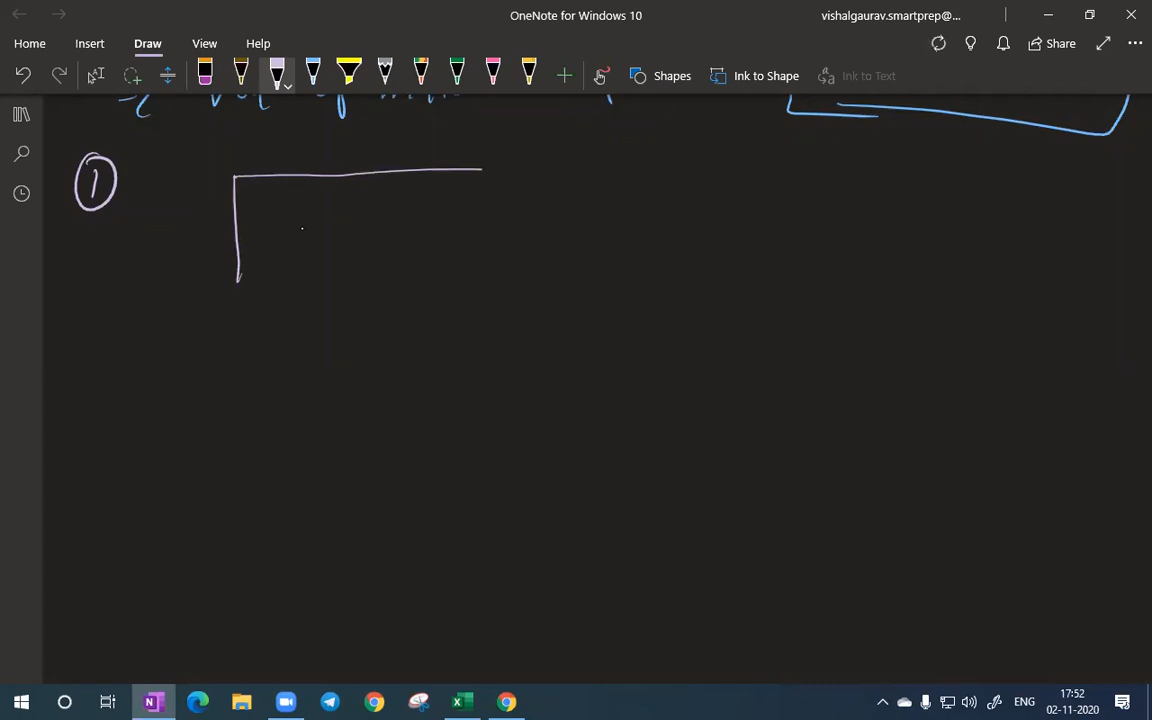 OneNote for Windows 10
vishalgaurav.smartprep@...
Home Insert Draw View Help
Share
Shapes Ink to Shape Ink to Text
1
ENG
17:52
02-11-2020